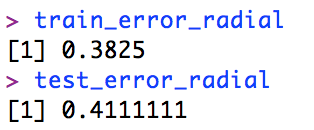 > train_error_radial
[1] 0.3825
> test_error_radial
[1] 0.4111111